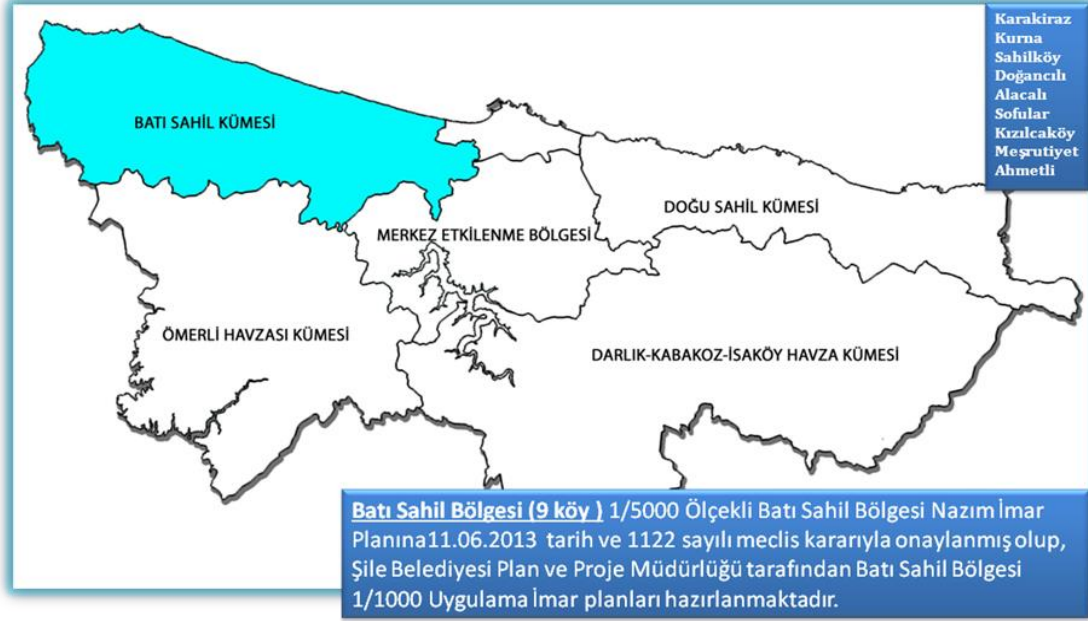 Karakiraz
Kurna
Sahilköy
Doğancılı
Alacalı
Sofular
Kızılcaköy
Meşrutiyet
Ahmetli
BATI SAHİL KÜMESİ
DOĞU SAHİL KÜMESİ
MERKEZ ETKİLENME BÖLGESİ
ÖMERLİ HAVZASI KÜMESİ
DARLIK-KABAKOZ-İSAKÖY HAVZA KÜMESİ
Batı Sahil Bölgesi (9 köy ) 1/5000 Ölçekli Batı Sahil Bölgesi Nazım İmar
Planına11.06.2013 tarih ve 1122 sayılı meclis kararıyla onaylanmış olup,
Şile Belediyesi Plan ve Proje Müdürlüğü tarafından Batı Sahil Bölgesi
1/1000 Uygulama İmar planları hazırlanmaktadır.